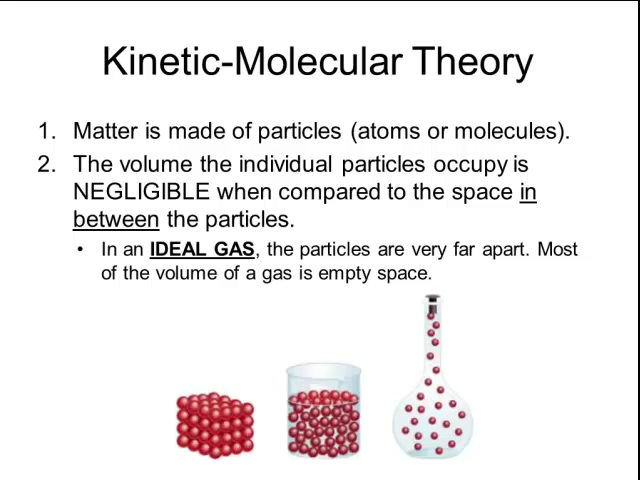 Kinetic-Molecular Theory
1. Matter is made of particles (atoms or molecules).
2. The volume the individual particles occupy is
NEGLIGIBLE when compared to the space in
between the particles.
• In an IDEAL GAS, the particles are very far apart. Most
of the volume of a gas is empty space.